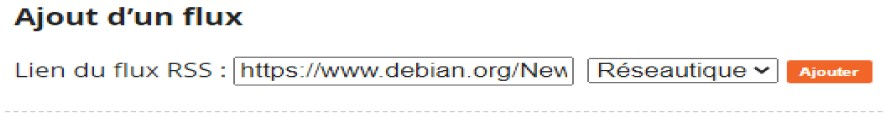 Ajout d'un flux
Lien du flux RSS : https://www.debian.org/New Réseautique Ajouter